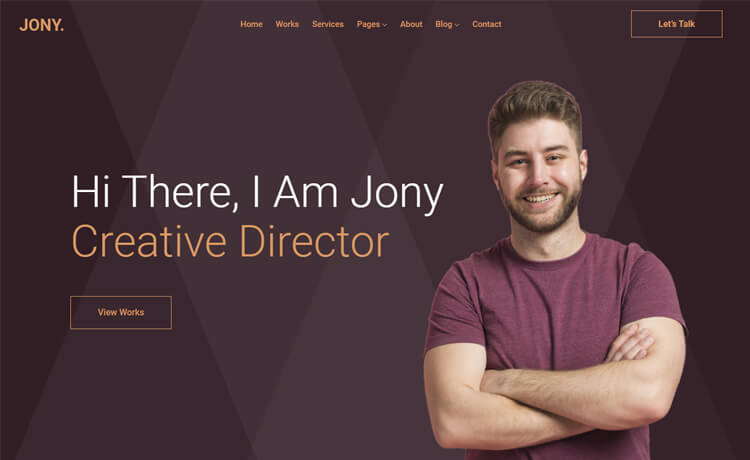 JONY.
Home Works Services Pages About Blog Contact
Let's Talk
Hi There, I Am Jony
Creative Director
View Works